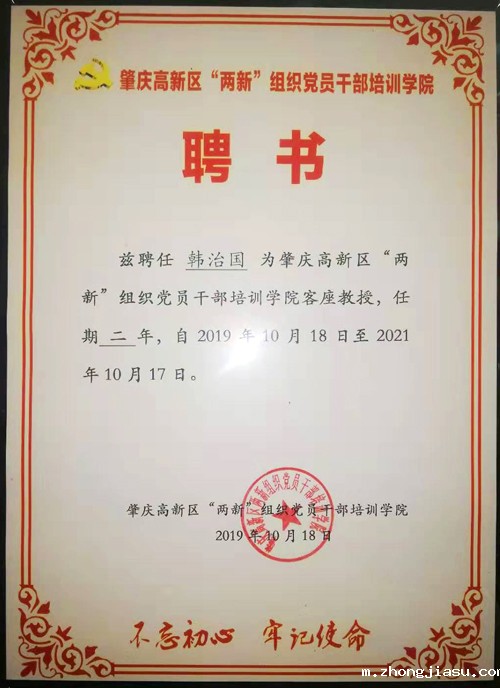 肇庆高新区“两新”组织党员干部培训学院
聘 书
兹聘任 韩治国 为肇庆高新区“两
新”组织党员干部培训学院客座教授，任
期 二 年，自 2019 年 10 月 18 日至 2021
年 10 月 17 日。
肇庆高新区“两新”组织党员干部培训学院
2019 年 10 月 18 日
不忘初心 牢记使命
m.zhongjiasu.com